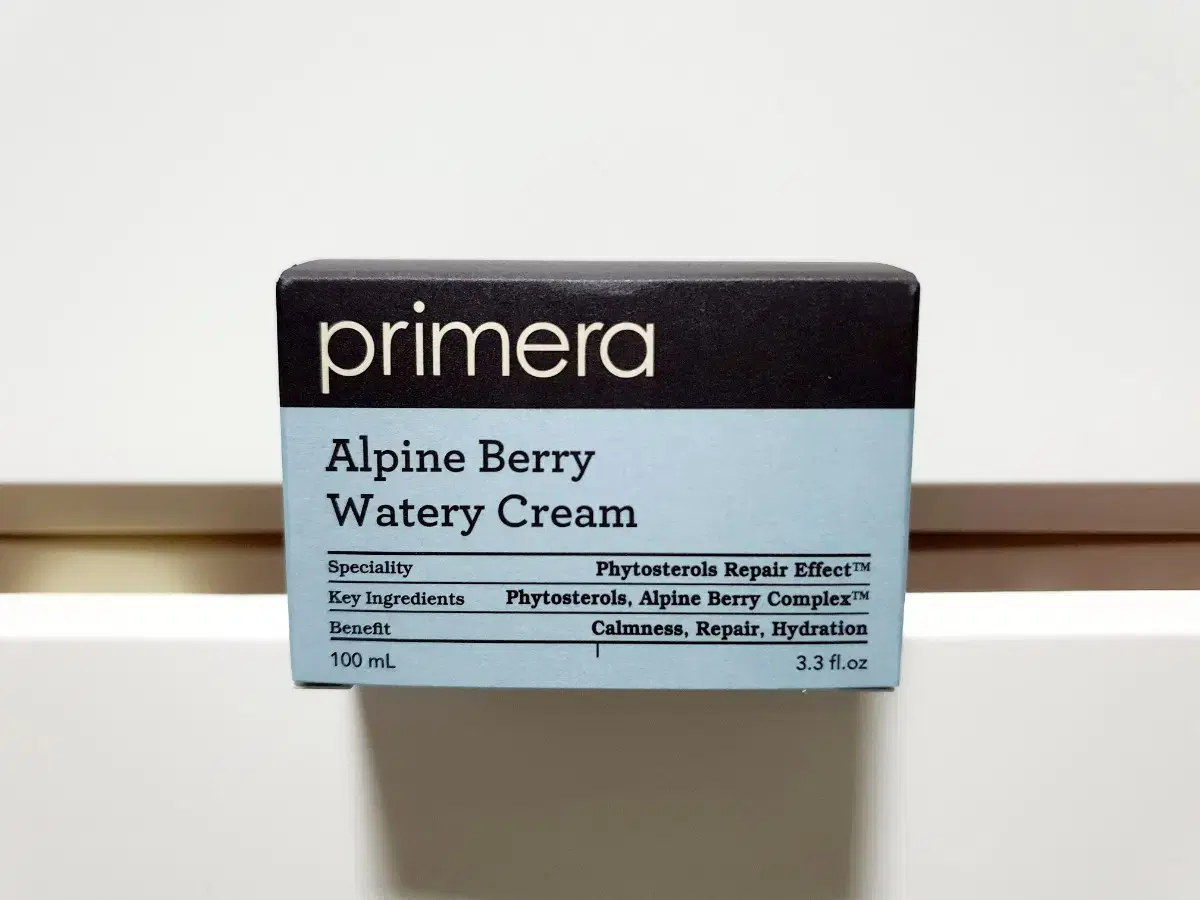 primera
Alpine Berry
Watery Cream
Speciality Phytosterols Repair Effect™
Key Ingredients Phytosterols, Alpine Berry Complex™
Benefit Calmness, Repair, Hydration
100 mL 3.3 fl.oz